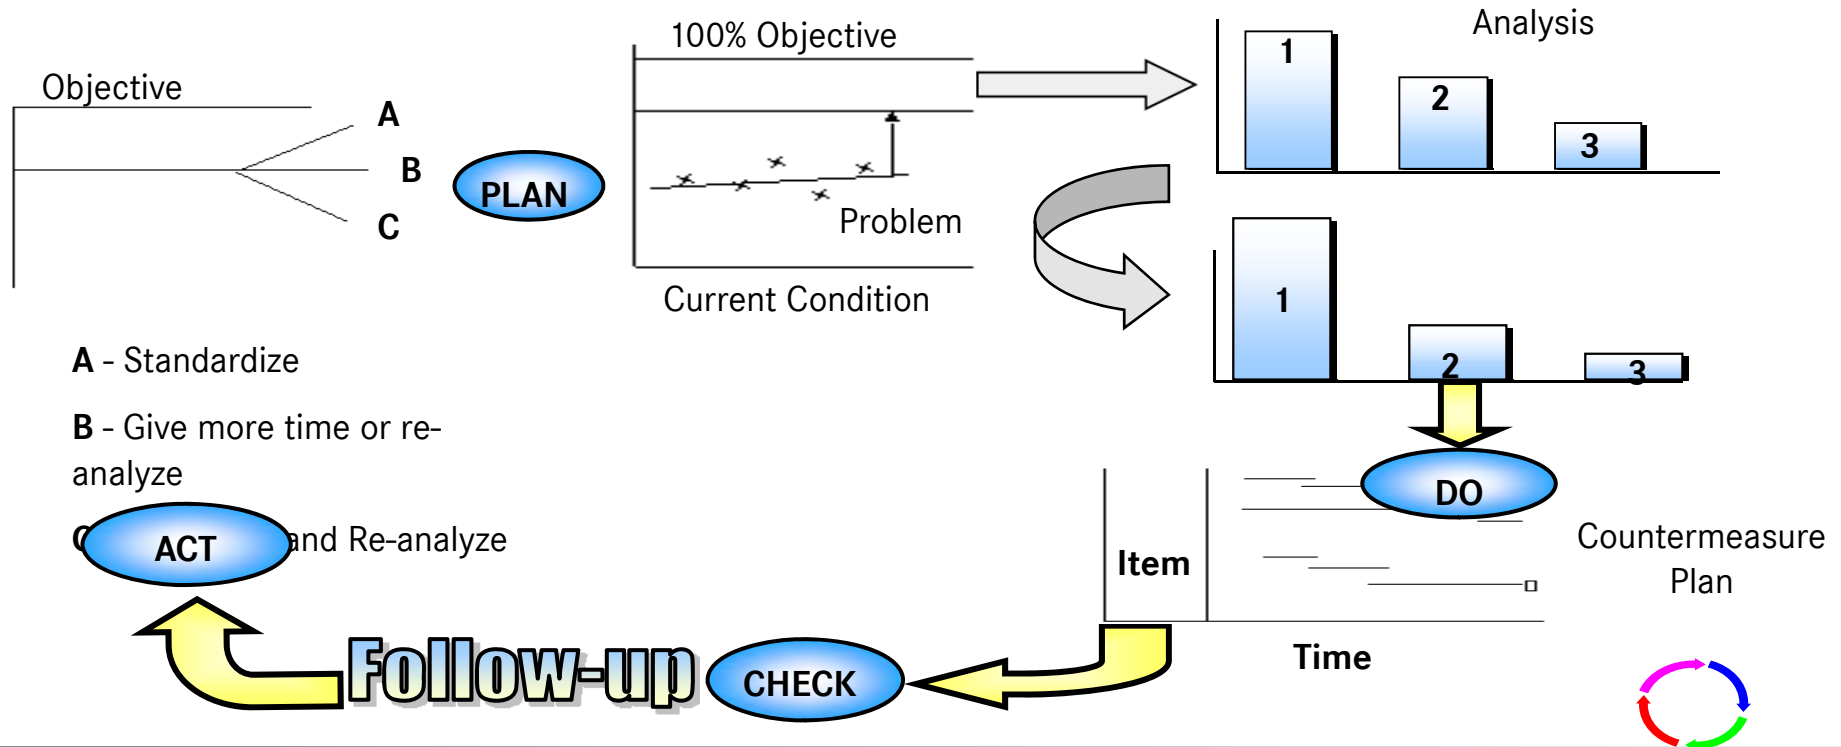 Objective
A
B
C
PLAN
100% Objective
Problem
Current Condition
Analysis
1
2
3
1
2
3
A - Standardize
B - Give more time or re-
analyze
and Re-analyze
ACT
DO
Item
Time
Countermeasure
Plan
CHECK
Follow-up